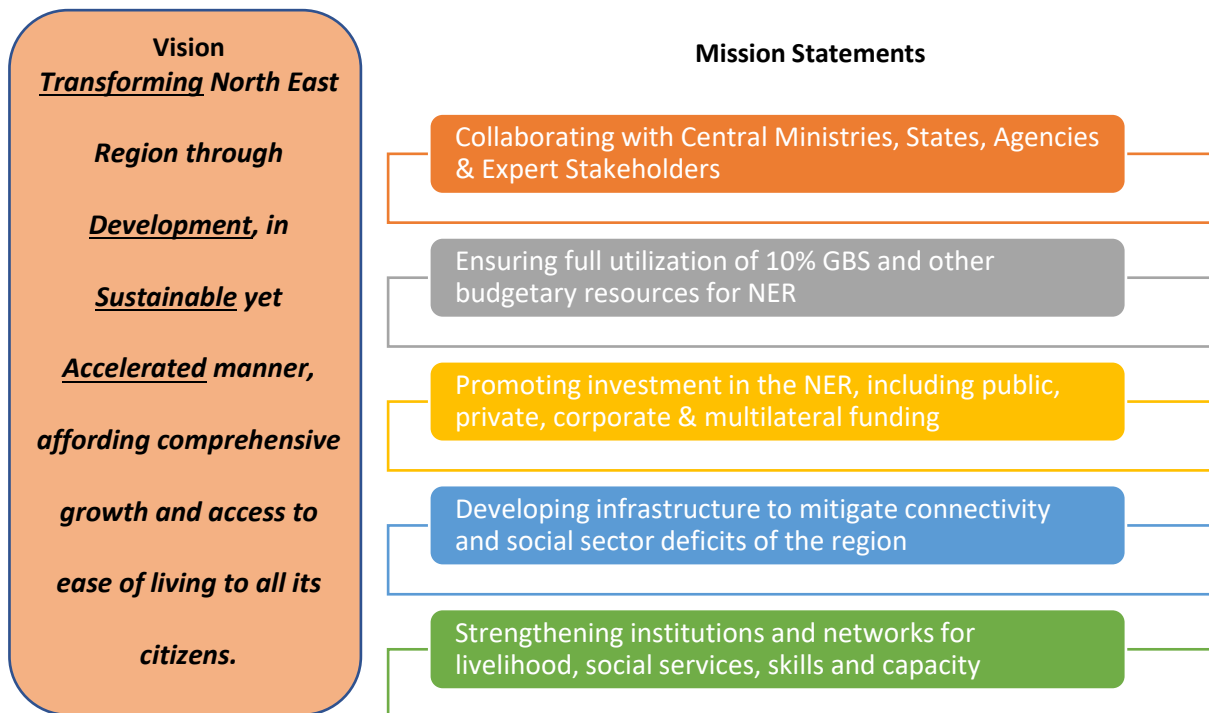 Vision
Transforming North East
Region through
Development, in
Sustainable yet
Accelerated manner,
affording comprehensive
growth and access to
ease of living to all its
citizens.
Mission Statements
Collaborating with Central Ministries, States, Agencies
& Expert Stakeholders
Ensuring full utilization of 10% GBS and other
budgetary resources for NER
Promoting investment in the NER, including public,
private, corporate & multilateral funding
Developing infrastructure to mitigate connectivity
and social sector deficits of the region
Strengthening institutions and networks for
livelihood, social services, skills and capacity